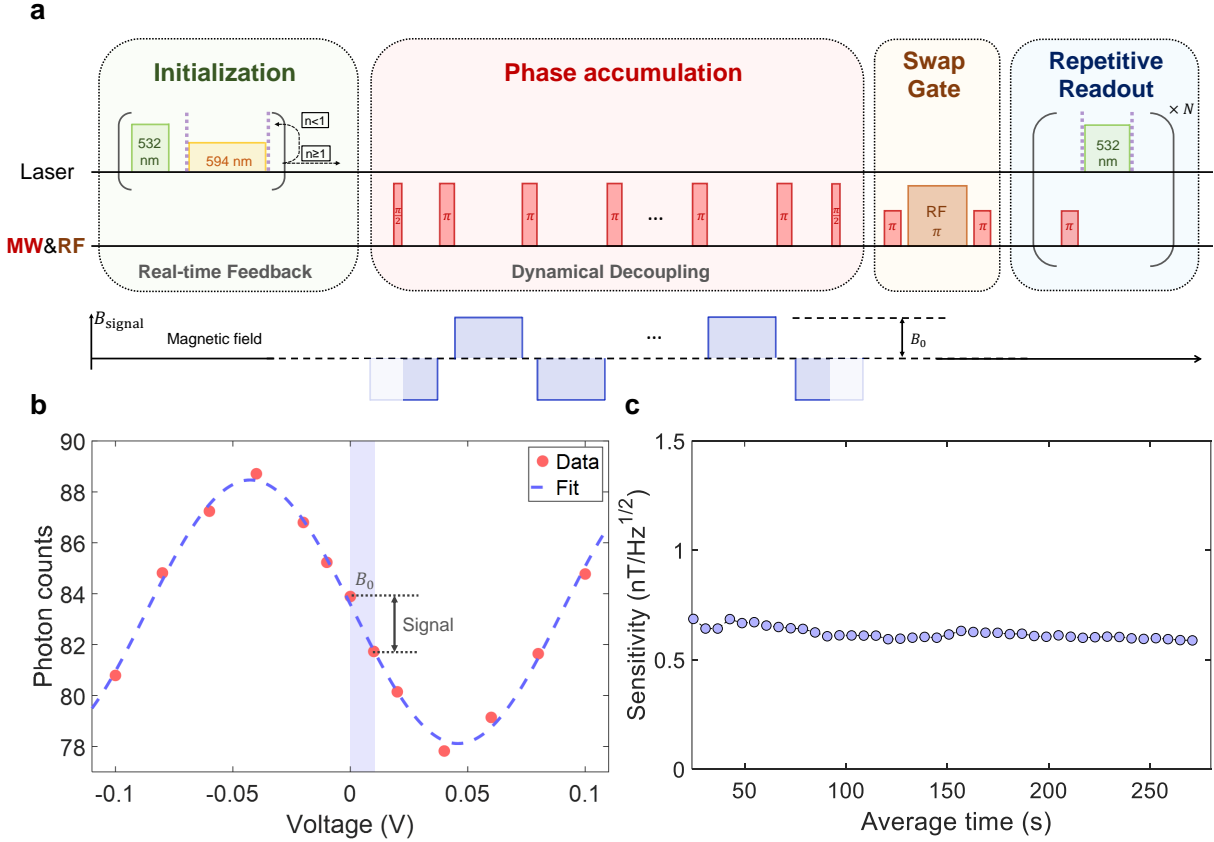 a
Initialization
Phase accumulation
Swap
Gate
Repetitive
Readout
× N
n<1
n≥1
532
nm
594 nm
532
nm
Laser
π/2
π
π
π
...
π
π
π/2
π
RF
π
π
π
MW&RF
Real-time Feedback
Dynamical Decoupling
B_signal
Magnetic field
...
B_0
b
90
88
86
84
82
80
78
Photon counts
Data
Fit
B_0
Signal
-0.1
-0.05
0
0.05
0.1
Voltage (V)
c
1.5
1
0.5
0
Sensitivity (nT/Hz^{1/2})
50
100
150
200
250
Average time (s)